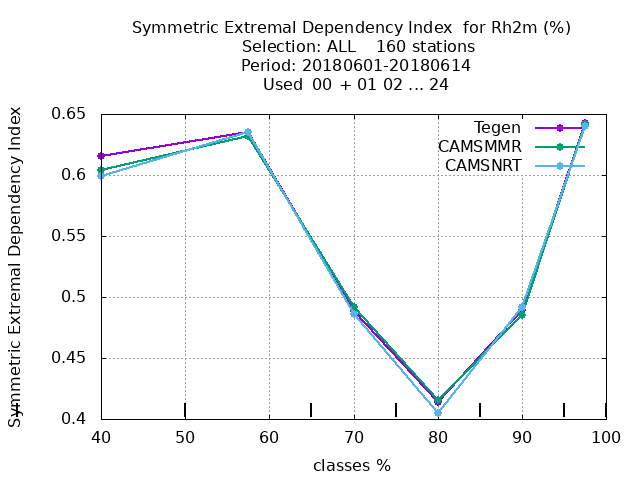 Symmetric Extremal Dependency Index  for Rh2m (%)
Selection: ALL    160 stations
Period: 20180601-20180614
Used  00  + 01 02 ... 24
Symmetric Extremal Dependency Index
0.65
0.6
0.55
0.5
0.45
0.4
Tegen
CAMSMMR
CAMSNRT
40 50 60 70 80 90 100
classes %